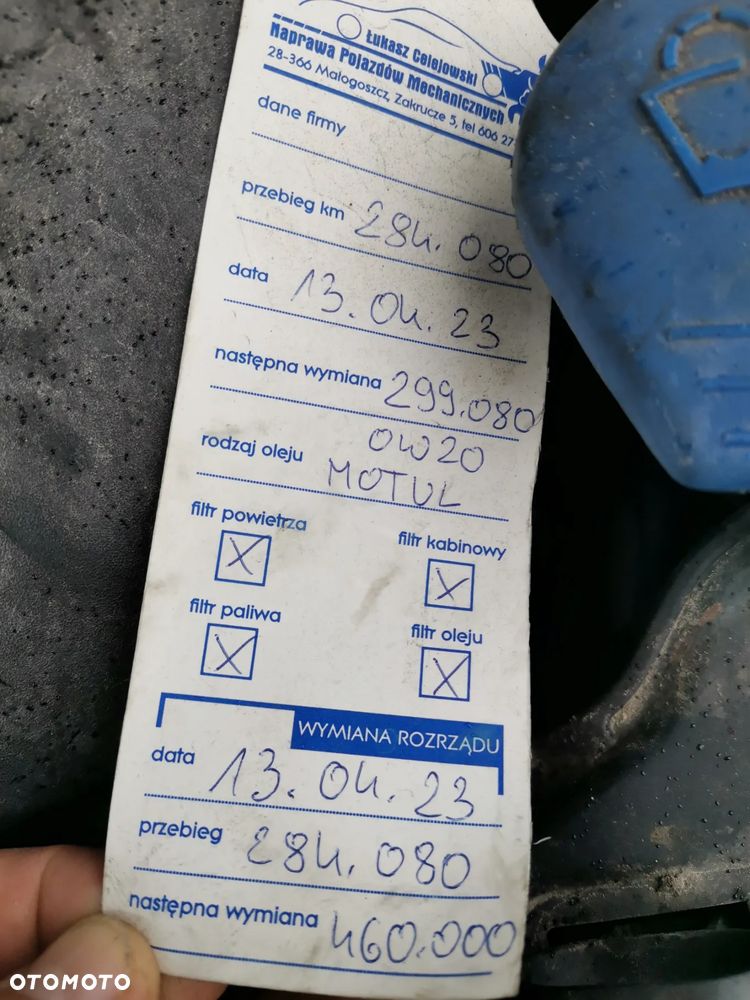 Łukasz Celejowski
Naprawa Pojazdów Mechanicznych
28-366 Małogoszcz, Zakrucze 5, tel 606 27
dane firmy
przebieg km 284.080
data 13.04.23
następna wymiana 299.080
rodzaj oleju 0W20
MOTUL
filtr powietrza
filtr kabinowy
filtr paliwa
filtr oleju
WYMIANA ROZRZĄDU
data 13.04.23
przebieg 284.080
następna wymiana 460.000
OTOMOTO